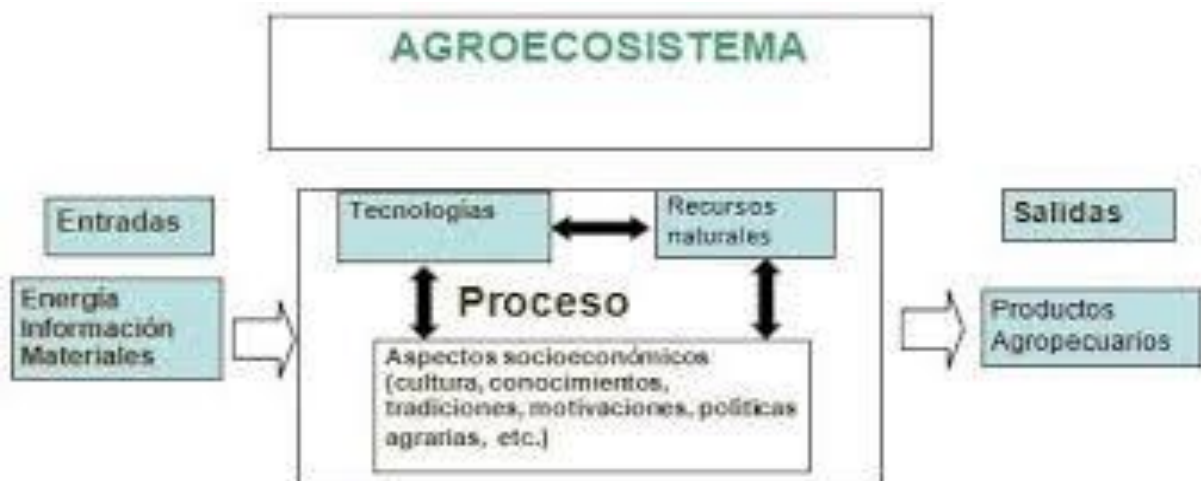 AGROECOSISTEMA
Entradas
Energía
Información
Materiales
Tecnologías
Recursos
naturales
Proceso
Aspectos socioeconómicos
(cultura, conocimientos,
tradiciones, motivaciones, políticas
agrarias, etc.)
Salidas
Productos
Agropecuarios